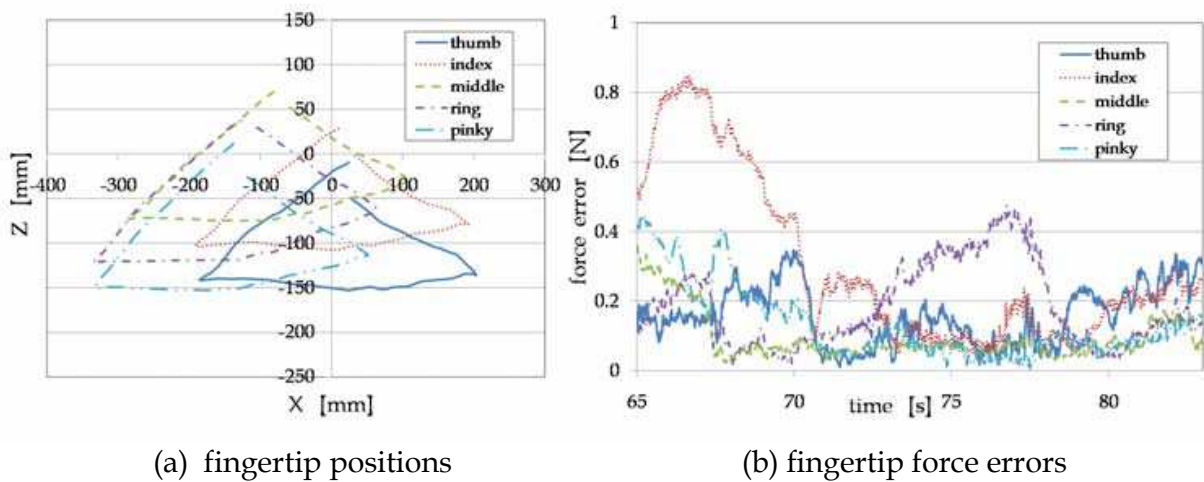 150
100
50
0
-400 -300 -200 -100 0 100 200 300
-50
-100
-150
-200
-250
Z [mm]
X [mm]
thumb
index
middle
ring
pinky
(a) fingertip positions
1
0.8
0.6
0.4
0.2
0
force error [N]
65 70 75 80
time [s]
thumb
index
middle
ring
pinky
(b) fingertip force errors